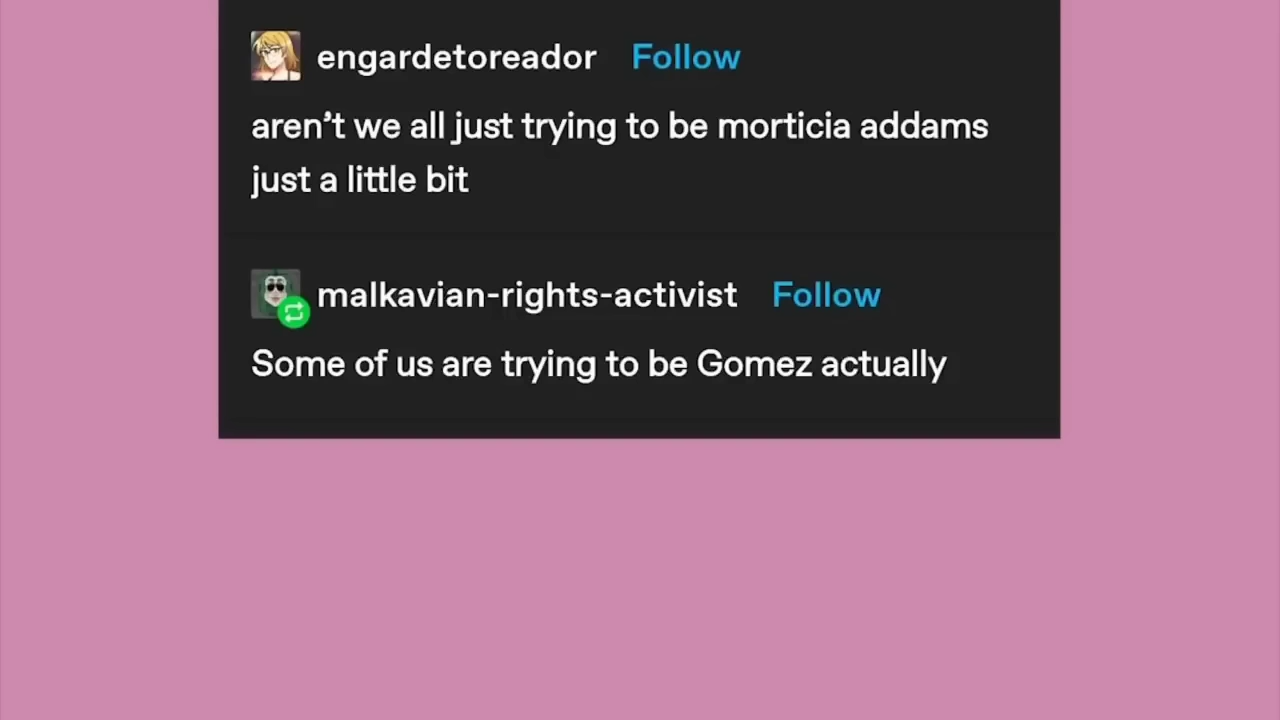 engardetoreador Follow
aren’t we all just trying to be morticia addams
just a little bit
malkavian-rights-activist Follow
Some of us are trying to be Gomez actually